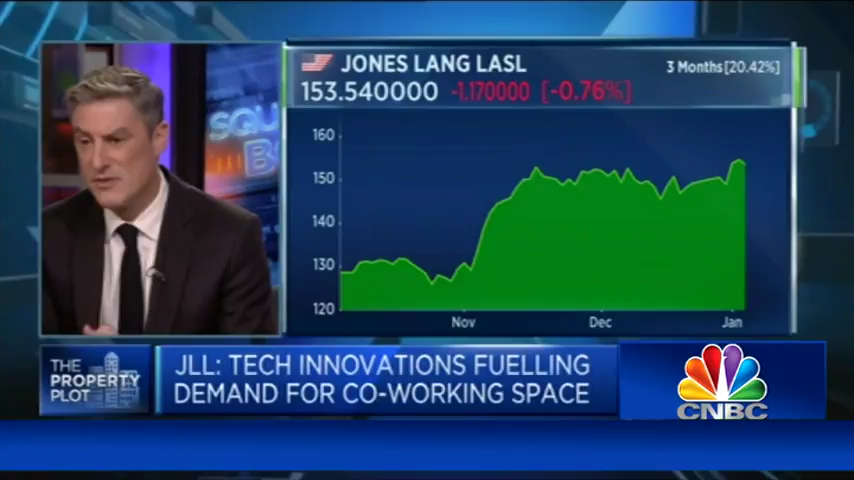 JONES LANG LASL
3 Months[20.42%]
153.540000 -1.170000 [-0.76%]
160
150
140
130
120
Nov Dec Jan
SQU
THE
PROPERTY
PLOT
JLL: TECH INNOVATIONS FUELLING
DEMAND FOR CO-WORKING SPACE
CNBC